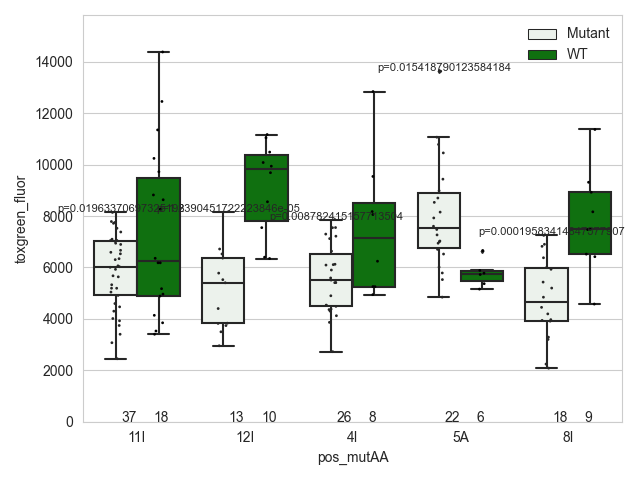 Mutant
WT
14000
p=0.015418790123584184
12000
10000
8000
6000
4000
2000
0
toxgreen_fluor
37 18 13 10 26 8 22 6 18 9
11I 12I 4I 5A 8I
pos_mutAA